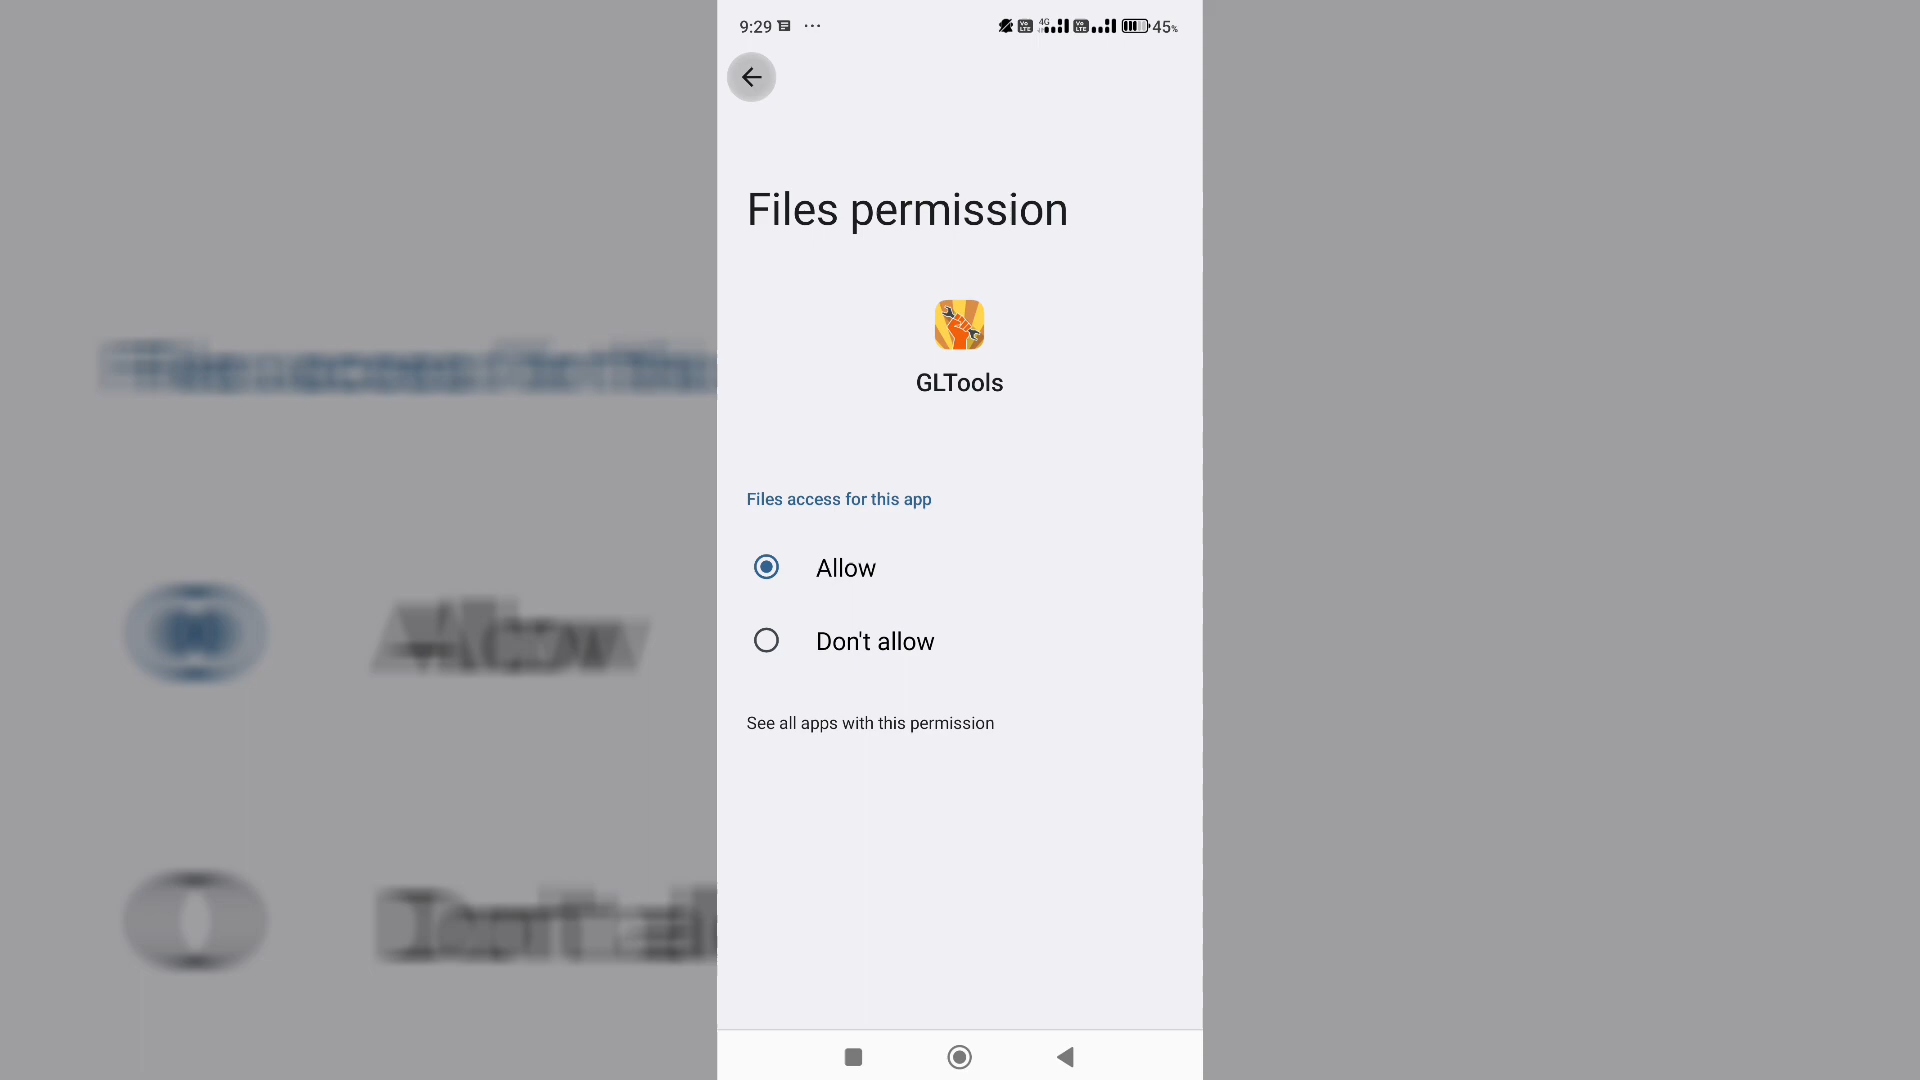 9:29 ... 4G 45%
Files permission
GLTools
Files access for this app
Allow
Don't allow
See all apps with this permission